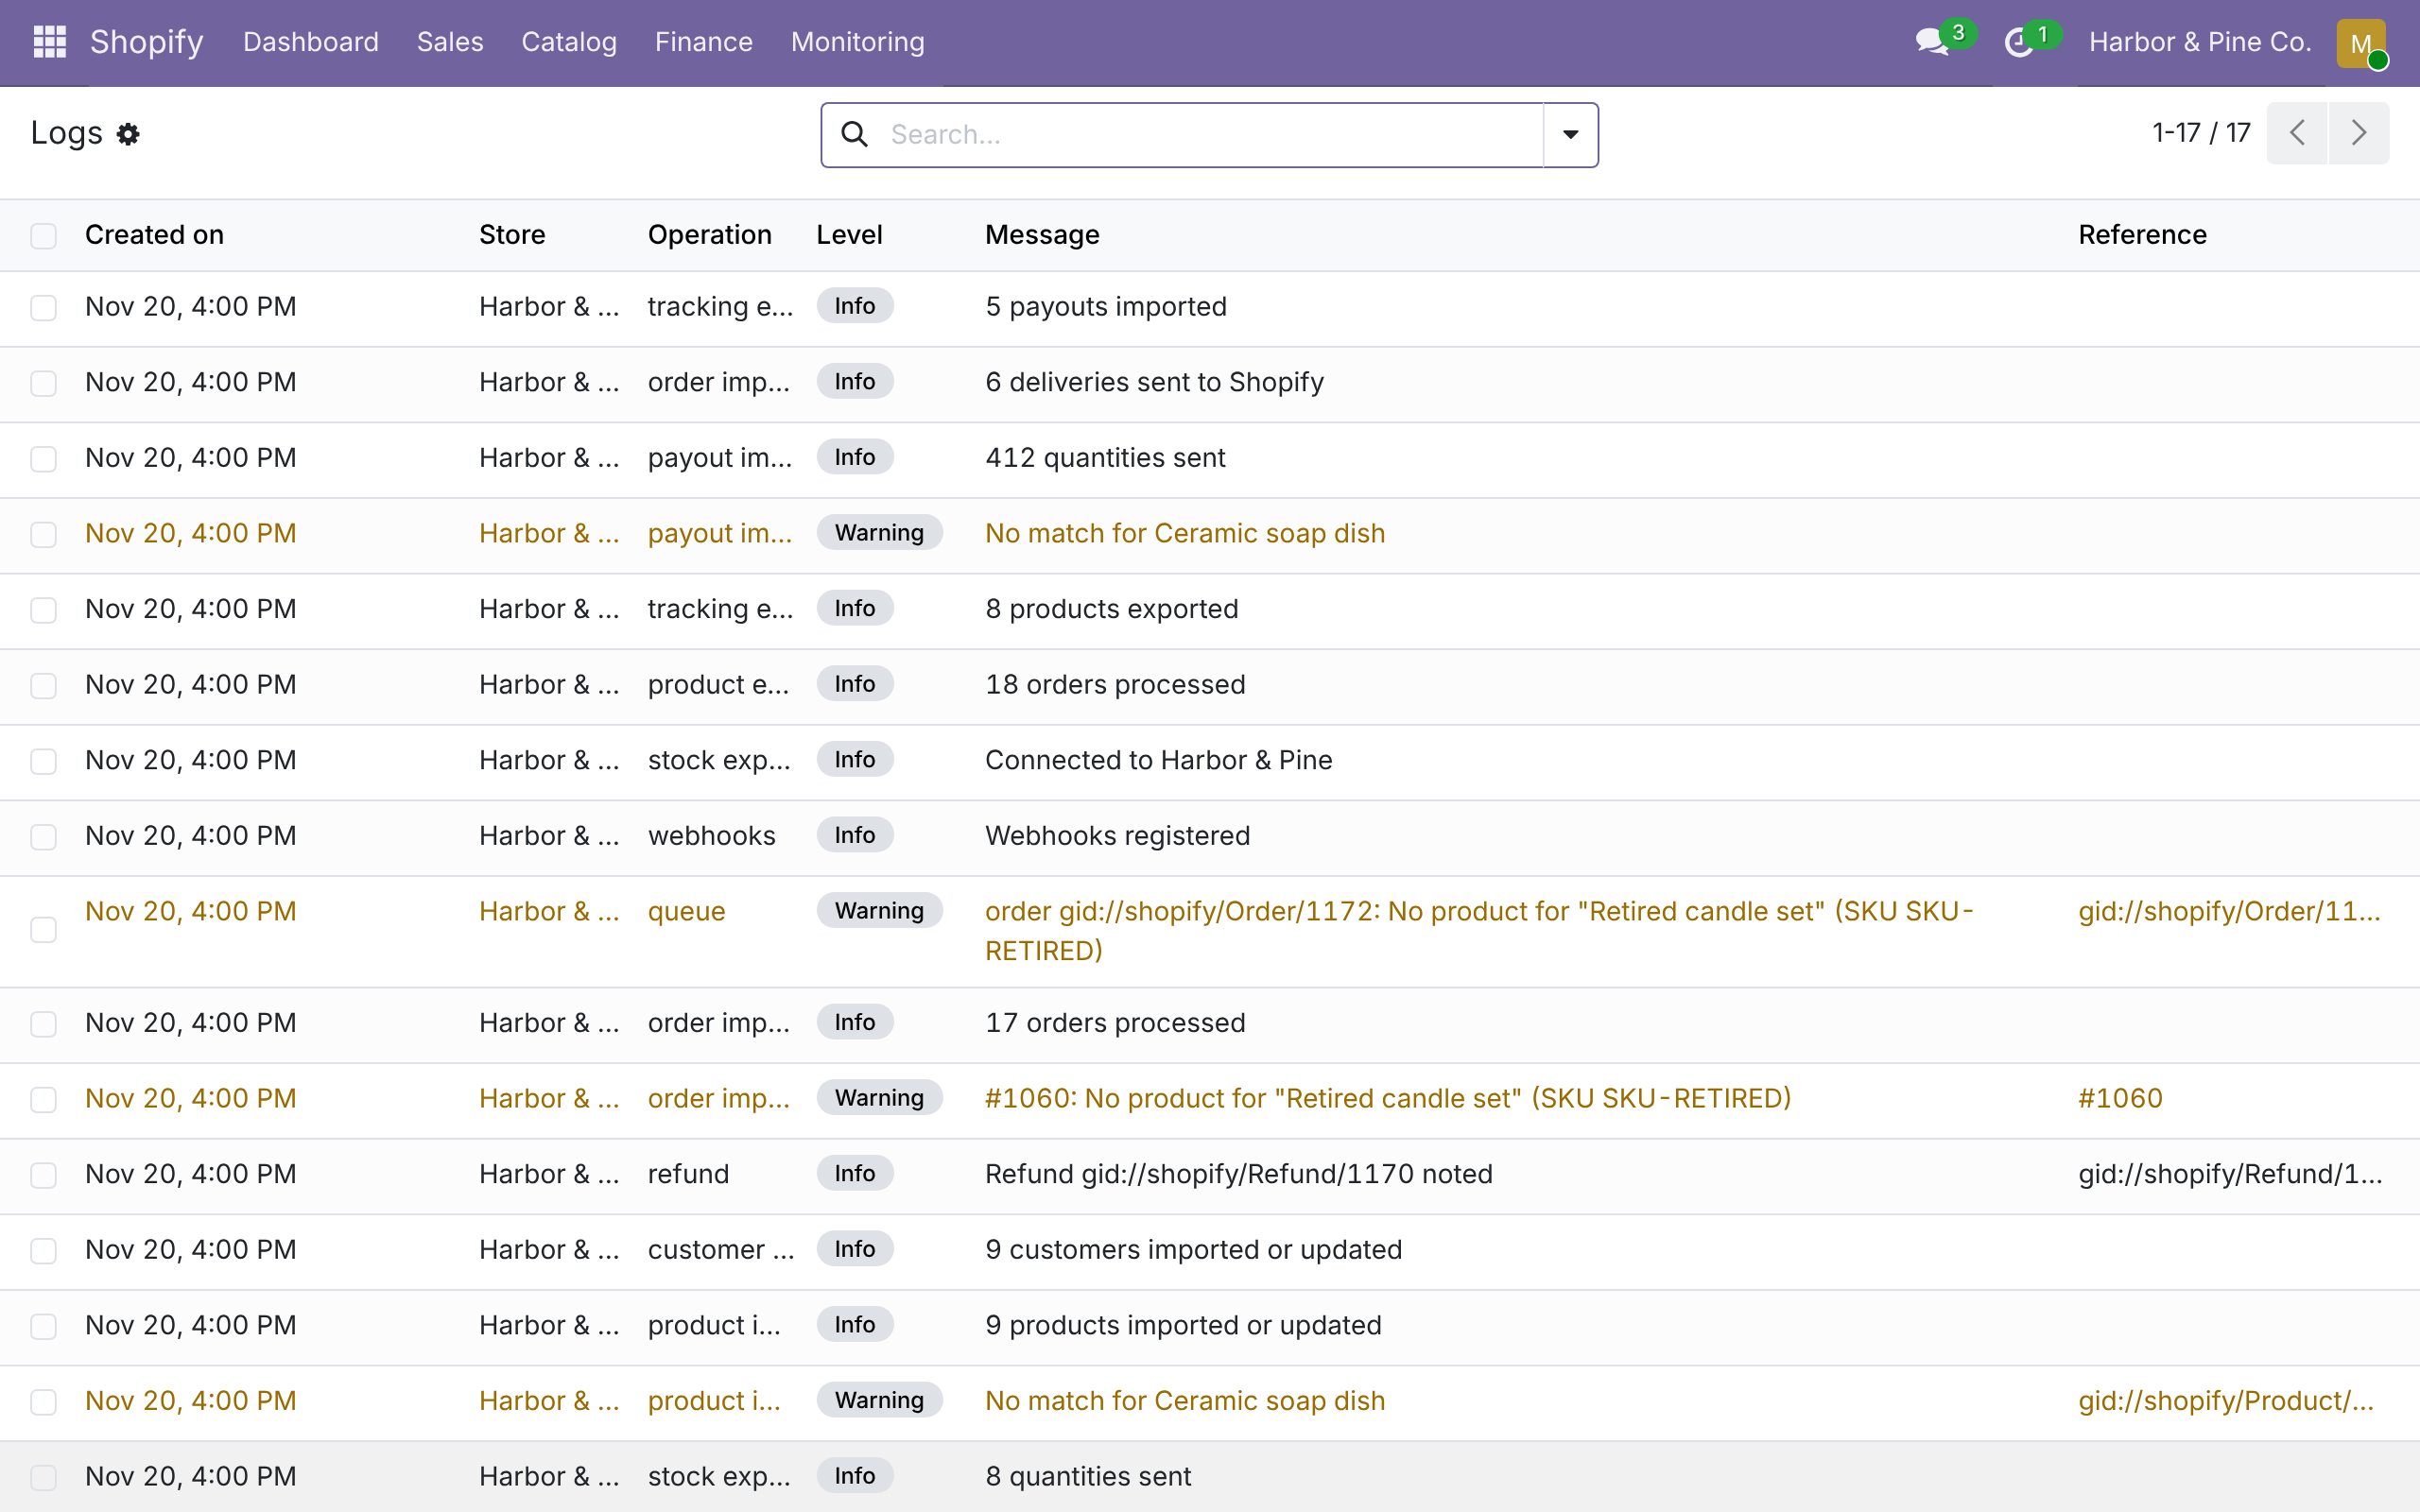 Shopify Dashboard Sales Catalog Finance Monitoring 3 1 Harbor & Pine Co. M
Logs Search... 1-17 / 17
Created on Store Operation Level Message Reference
Nov 20, 4:00 PM Harbor & ... tracking e... Info 5 payouts imported
Nov 20, 4:00 PM Harbor & ... order imp... Info 6 deliveries sent to Shopify
Nov 20, 4:00 PM Harbor & ... payout im... Info 412 quantities sent
Nov 20, 4:00 PM Harbor & ... payout im... Warning No match for Ceramic soap dish
Nov 20, 4:00 PM Harbor & ... tracking e... Info 8 products exported
Nov 20, 4:00 PM Harbor & ... product e... Info 18 orders processed
Nov 20, 4:00 PM Harbor & ... stock exp... Info Connected to Harbor & Pine
Nov 20, 4:00 PM Harbor & ... webhooks Info Webhooks registered
Nov 20, 4:00 PM Harbor & ... queue Warning order gid://shopify/Order/1172: No product for "Retired candle set" (SKU SKU- gid://shopify/Order/11...
RETIRED)
Nov 20, 4:00 PM Harbor & ... order imp... Info 17 orders processed
Nov 20, 4:00 PM Harbor & ... order imp... Warning #1060: No product for "Retired candle set" (SKU SKU-RETIRED) #1060
Nov 20, 4:00 PM Harbor & ... refund Info Refund gid://shopify/Refund/1170 noted gid://shopify/Refund/1...
Nov 20, 4:00 PM Harbor & ... customer ... Info 9 customers imported or updated
Nov 20, 4:00 PM Harbor & ... product i... Info 9 products imported or updated
Nov 20, 4:00 PM Harbor & ... product i... Warning No match for Ceramic soap dish gid://shopify/Product/...
Nov 20, 4:00 PM Harbor & ... stock exp... Info 8 quantities sent